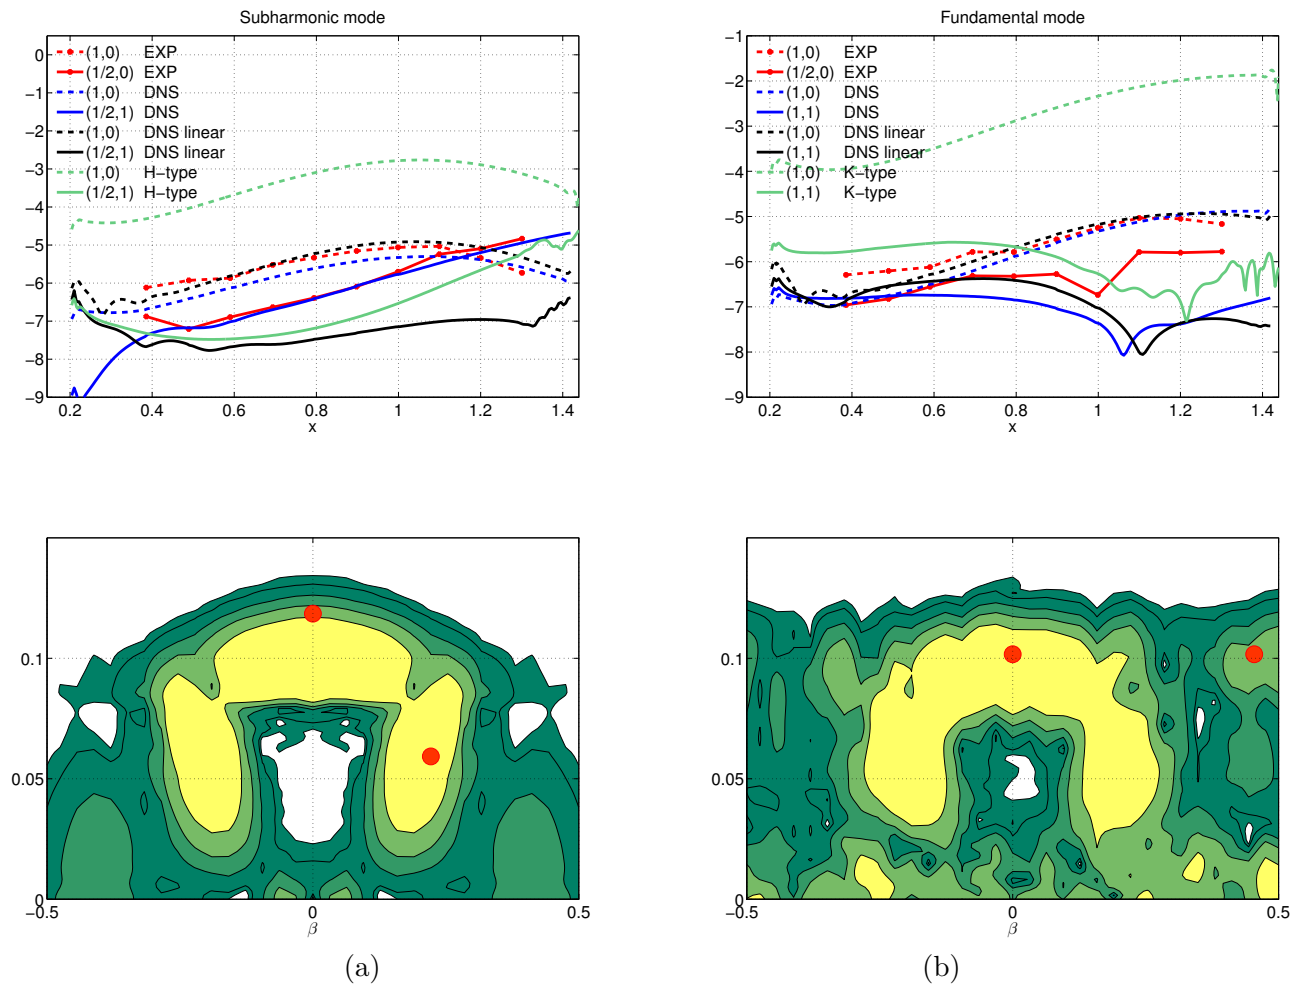 Subharmonic mode
0
−1
−2
−3
−4
−5
−6
−7
−8
−9
(1,0) EXP
(1/2,0) EXP
(1,0) DNS
(1/2,1) DNS
(1,0) DNS linear
(1/2,1) DNS linear
(1,0) H−type
(1/2,1) H−type
0.2 0.4 0.6 0.8 1 1.2 1.4
x
Fundamental mode
−1
−2
−3
−4
−5
−6
−7
−8
−9
(1,0) EXP
(1/2,0) EXP
(1,0) DNS
(1,1) DNS
(1,0) DNS linear
(1,1) DNS linear
(1,0) K−type
(1,1) K−type
0.2 0.4 0.6 0.8 1 1.2 1.4
x
0.1
0.05
0
−0.5 0 0.5
β
(a)
0.1
0.05
0
−0.5 0 0.5
β
(b)